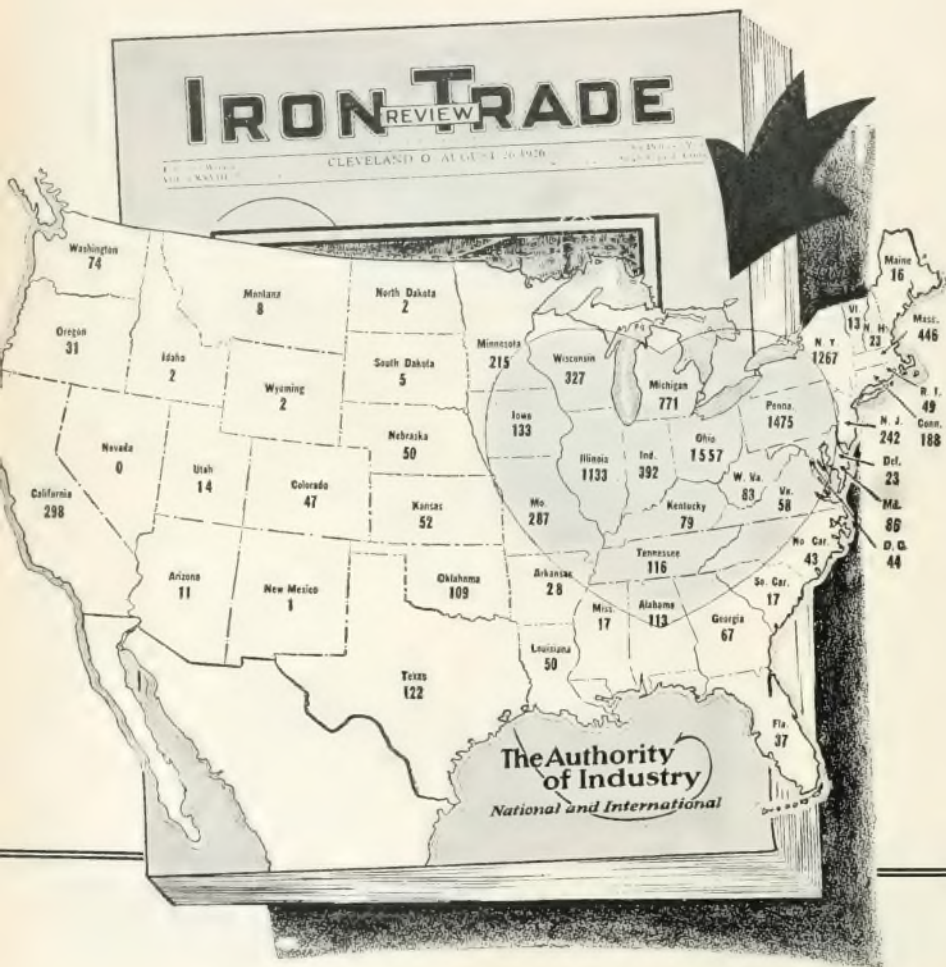 IRON TRADE
REVIEW
CLEVELAND O AUGUST 26 1926
Washington
74
Oregon
31
California
298
Idaho
2
Nevada
0
Montana
8
Wyoming
2
Utah
14
Arizona
11
Colorado
47
New Mexico
1
North Dakota
2
South Dakota
5
Nebraska
50
Kansas
52
Oklahoma
109
Texas
122
Minnesota
215
Iowa
133
Mo.
287
Arkansas
28
Louisiana
50
Wisconsin
327
Illinois
1133
Michigan
771
Ind.
392
Ohio
1557
Kentucky
79
Tennessee
116
Miss.
17
Alabama
113
Georgia
67
Fla.
37
So. Car.
17
No Car.
43
W. Va.
83
Va.
58
Penna.
1475
N. Y
1267
Vt
13
N. H.
23
Maine
16
Mass.
446
R. I.
49
Conn.
188
N. J.
242
Del.
23
Md.
86
D. C.
44
The Authority
of Industry
National and International